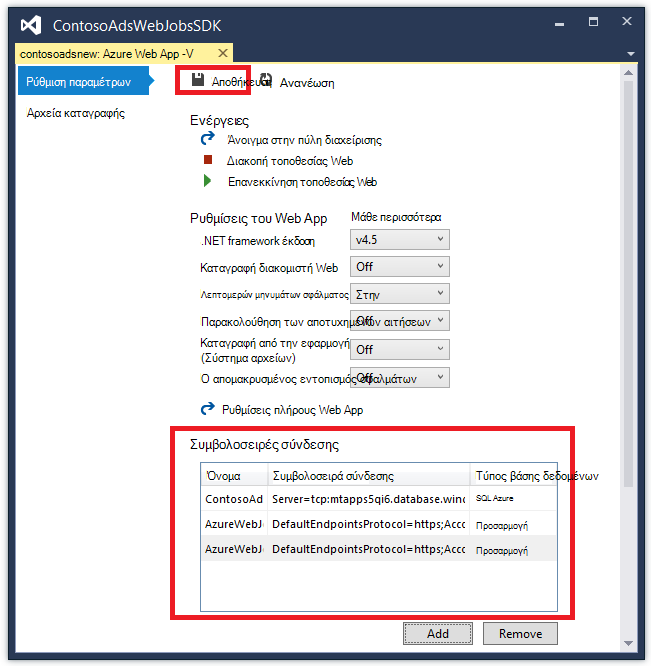 ContosoAdsWebJobsSDK
contosoadsnew: Azure Web App -V
Ρύθμιση παραμέτρων
Αποθήκευση Ανανέωση
Αρχεία καταγραφής
Ενέργειες
Άνοιγμα στην πύλη διαχείρισης
Διακοπή τοποθεσίας Web
Επανεκκίνηση τοποθεσίας Web
Ρυθμίσεις του Web App Μάθε περισσότερα
.NET framework έκδοση v4.5
Καταγραφή διακομιστή Web Off
Λεπτομερών μηνυμάτων σφάλματος Στην
Παρακολούθηση των αποτυχημένων αιτήσεων Off
Καταγραφή από την εφαρμογή
(Σύστημα αρχείων) Off
Ο απομακρυσμένος εντοπισμός σφαλμάτων Off
Ρυθμίσεις πλήρους Web App
Συμβολοσειρές σύνδεσης
Όνομα Συμβολοσειρά σύνδεσης Τύπος βάσης δεδομένων
ContosoAd Server=tcp:mtapps5qi6.database.wind SQL Azure
AzureWebJo DefaultEndpointsProtocol=https;Acco Προσαρμογή
AzureWebJo DefaultEndpointsProtocol=https;Acco Προσαρμογή
Add Remove